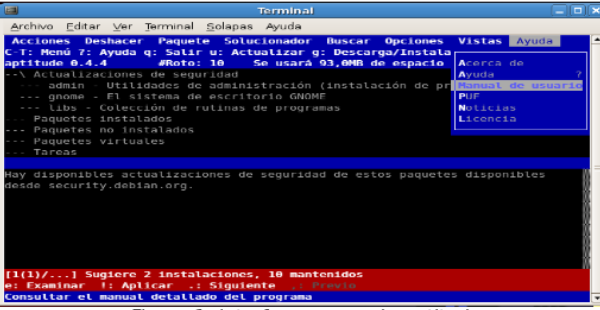 Terminal
Archivo Editar Ver Terminal Solapas Ayuda
Acciones Deshacer Paquete Solucionador Buscar Opciones Vistas Ayuda
C-T: Menú ?: Ayuda q: Salir u: Actualizar g: Descarga/Instala
aptitude 0.4.4 #Roto: 10 Se usará 93,0MB de espacio
Acerca de
Ayuda ?
Manual de usuario
PUF
Noticias
Licencia
--\ Actualizaciones de seguridad
--- admin - Utilidades de administración (instalación de pr
--- gnome - El sistema de escritorio GNOME
--- libs - Colección de rutinas de programas
--- Paquetes instalados
--- Paquetes no instalados
--- Paquetes virtuales
--- Tareas
Hay disponibles actualizaciones de seguridad de estos paquetes disponibles
desde security.debian.org.
[1(1)/...] Sugiere 2 instalaciones, 10 mantenidos
e: Examinar !: Aplicar .: Siguiente ,: Previo
Consultar el manual detallado del programa